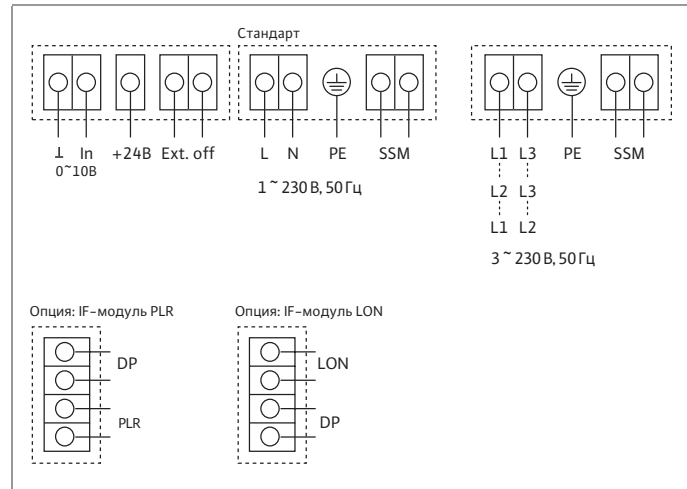 Стандарт
⊥ In +24В Ext. off L N PE SSM L1 L3 PE SSM
0~10В
1 ~ 230 В, 50 Гц
L2 L3
L1 L2
3 ~ 230 В, 50 Гц
Опция: IF-модуль PLR
Опция: IF-модуль LON
DP
PLR
LON
DP